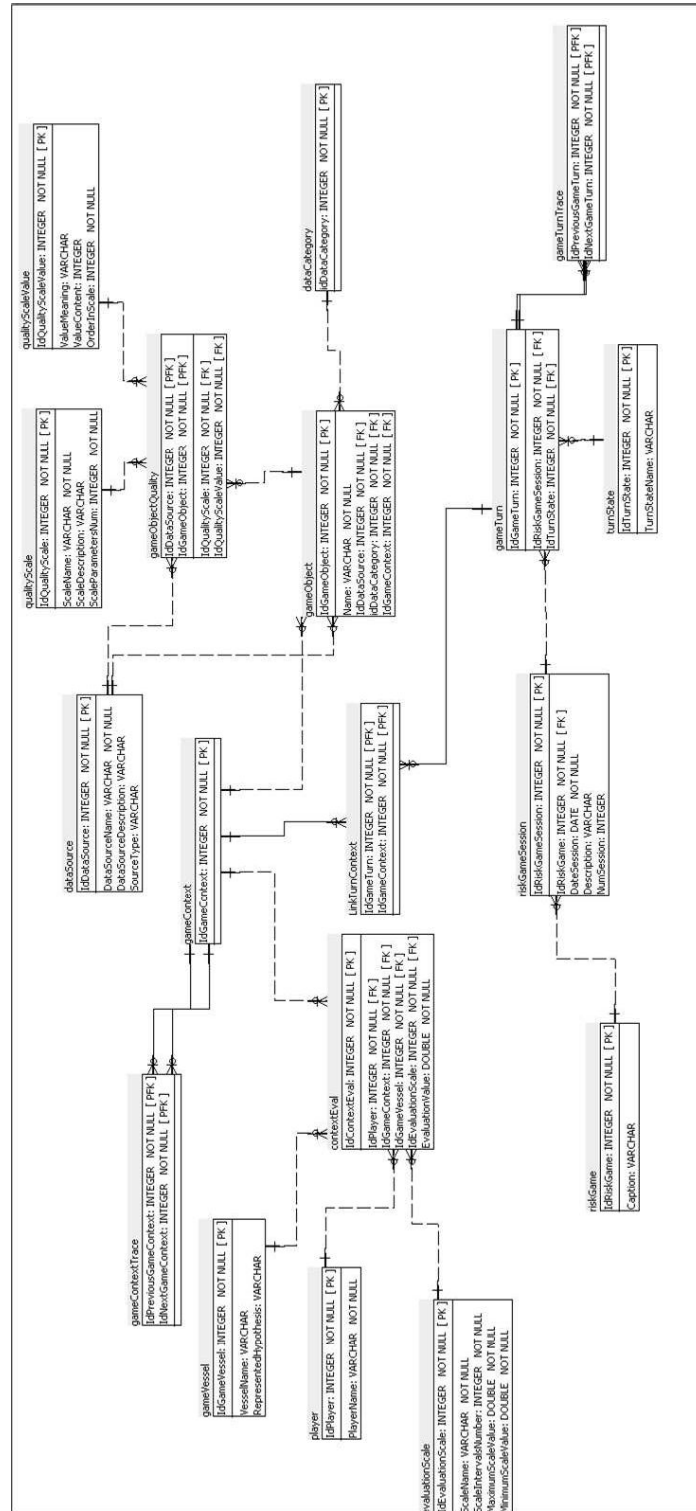 qualityScaleValue
IdQualityScaleValue: INTEGER NOT NULL [ PK ]
ValueMeaning: VARCHAR
ValueContent: INTEGER
OrderInScale: INTEGER NOT NULL
qualityScale
IdQualityScale: INTEGER NOT NULL [ PK ]
ScaleName: VARCHAR NOT NULL
ScaleDescription: VARCHAR
ScaleParametersNum: INTEGER NOT NULL
dataCategory
idDataCategory: INTEGER NOT NULL [ PK ]
gameObjectQuality
IdDataSource: INTEGER NOT NULL [ PFK ]
IdGameObject: INTEGER NOT NULL [ PFK ]
IdQualityScale: INTEGER NOT NULL [ FK ]
IdQualityScaleValue: INTEGER NOT NULL [ FK ]
gameTurnTrace
IdPreviousGameTurn: INTEGER NOT NULL [ PFK ]
IdNextGameTurn: INTEGER NOT NULL [ PFK ]
dataSource
IdDataSource: INTEGER NOT NULL [ PK ]
DataSourceName: VARCHAR NOT NULL
DataSourceDescription: VARCHAR
SourceType: VARCHAR
gameObject
IdGameObject: INTEGER NOT NULL [ PK ]
Name: VARCHAR NOT NULL
IdDataSource: INTEGER NOT NULL [ FK ]
idDataCategory: INTEGER NOT NULL [ FK ]
IdGameContext: INTEGER NOT NULL [ FK ]
gameTurn
IdGameTurn: INTEGER NOT NULL [ PK ]
IdRiskGameSession: INTEGER NOT NULL [ FK ]
IdTurnState: INTEGER NOT NULL [ FK ]
turnState
IdTurnState: INTEGER NOT NULL [ PK ]
TurnStateName: VARCHAR
gameContext
IdGameContext: INTEGER NOT NULL [ PK ]
LinkTurnContext
IdGameTurn: INTEGER NOT NULL [ PFK ]
IdGameContext: INTEGER NOT NULL [ PFK ]
riskGameSession
IdRiskGameSession: INTEGER NOT NULL [ PK ]
IdRiskGame: INTEGER NOT NULL [ FK ]
DateSession: DATE NOT NULL
Description: VARCHAR
NumSession: INTEGER
gameContextTrace
IdPreviousGameContext: INTEGER NOT NULL [ PFK ]
IdNextGameContext: INTEGER NOT NULL [ PFK ]
contextEval
IdContextEval: INTEGER NOT NULL [ PK ]
IdPlayer: INTEGER NOT NULL [ FK ]
IdGameContext: INTEGER NOT NULL [ FK ]
IdGameVessel: INTEGER NOT NULL [ FK ]
IdEvaluationScale: INTEGER NOT NULL [ FK ]
EvaluationValue: DOUBLE NOT NULL
riskGame
IdRiskGame: INTEGER NOT NULL [ PK ]
Caption: VARCHAR
gameVessel
IdGameVessel: INTEGER NOT NULL [ PK ]
VesselName: VARCHAR
RepresentedHypothesis: VARCHAR
player
IdPlayer: INTEGER NOT NULL [ PK ]
PlayerName: VARCHAR NOT NULL
valuationScale
IdEvaluationScale: INTEGER NOT NULL [ PK ]
ScaleName: VARCHAR NOT NULL
ScaleIntervalsNumber: INTEGER NOT NULL
MaximumScaleValue: DOUBLE NOT NULL
MinimumScaleValue: DOUBLE NOT NULL